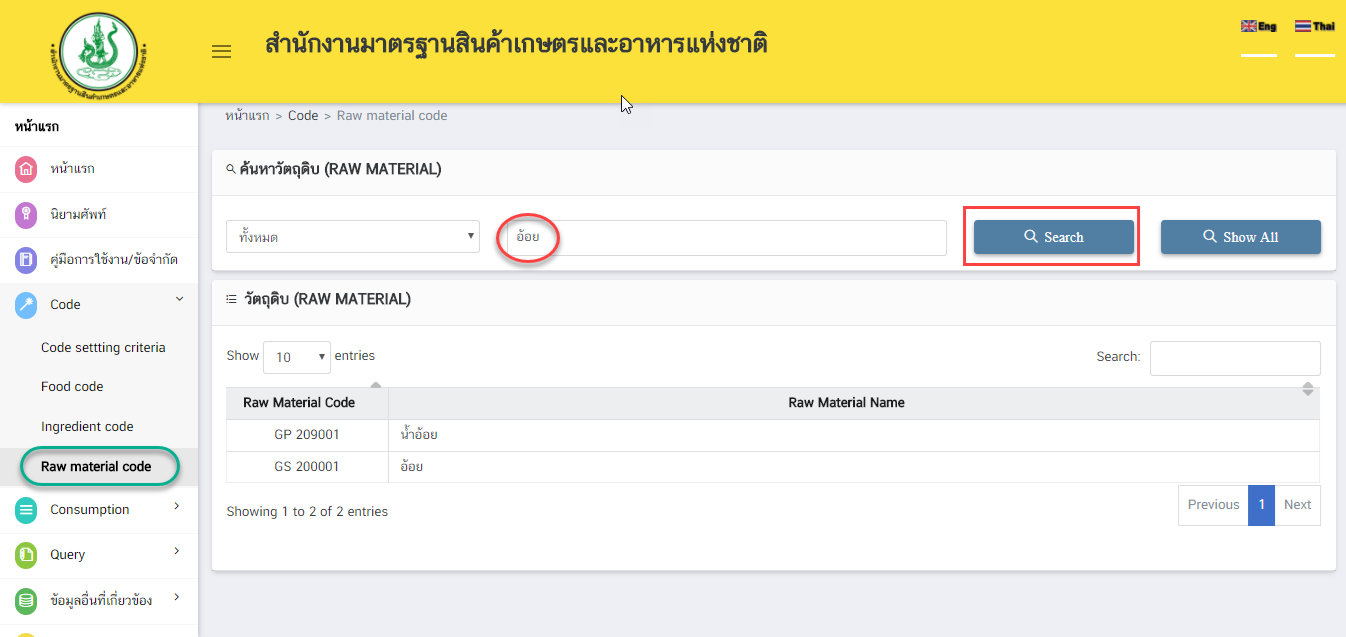 สำนักงานมาตรฐานสินค้าเกษตรและอาหารแห่งชาติ
Eng Thai
หน้าแรก
หน้าแรก
นิยามศัพท์
คู่มือการใช้งาน/ข้อจำกัด
Code
Code settting criteria
Food code
Ingredient code
Raw material code
Consumption
Query
ข้อมูลอื่นที่เกี่ยวข้อง
หน้าแรก > Code > Raw material code
ค้นหาวัตถุดิบ (RAW MATERIAL)
ทั้งหมด อ้อย Search Show All
วัตถุดิบ (RAW MATERIAL)
Show 10 entries Search:
Raw Material Code Raw Material Name
GP 209001 น้ำอ้อย
GS 200001 อ้อย
Showing 1 to 2 of 2 entries Previous 1 Next